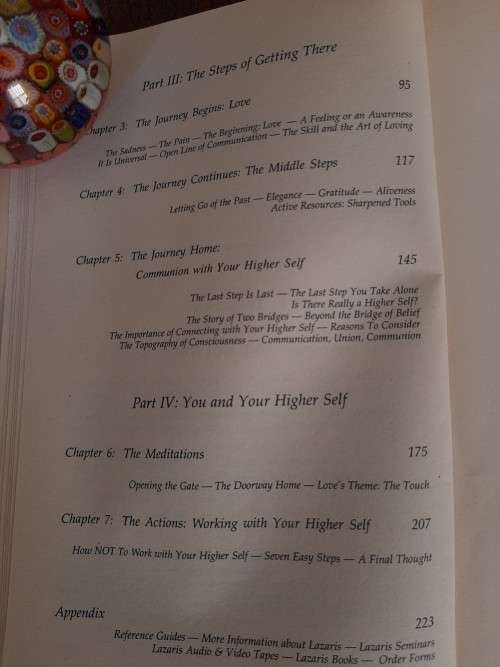 Part III: The Steps of Getting There
Chapter 3: The Journey Begins: Love 95
The Sadness — The Pain — The Beginning: Love — A Feeling or an Awareness
It Is Universal — Open Line of Communication — The Skill and the Art of Loving
Chapter 4: The Journey Continues: The Middle Steps 117
Letting Go of the Past — Elegance — Gratitude — Aliveness
Active Resources: Sharpened Tools
Chapter 5: The Journey Home:
Communion with Your Higher Self 145
The Last Step Is Last — The Last Step You Take Alone
Is There Really a Higher Self?
The Story of Two Bridges — Beyond the Bridge of Belief
The Importance of Connecting with Your Higher Self — Reasons To Consider
The Topography of Consciousness — Communication, Union, Communion
Part IV: You and Your Higher Self
Chapter 6: The Meditations 175
Opening the Gate — The Doorway Home — Love's Theme: The Touch
Chapter 7: The Actions: Working with Your Higher Self 207
How NOT To Work with Your Higher Self — Seven Easy Steps — A Final Thought
Appendix 223
Reference Guides — More Information about Lazaris — Lazaris Seminars
Lazaris Audio & Video Tapes — Lazaris Books — Order Forms